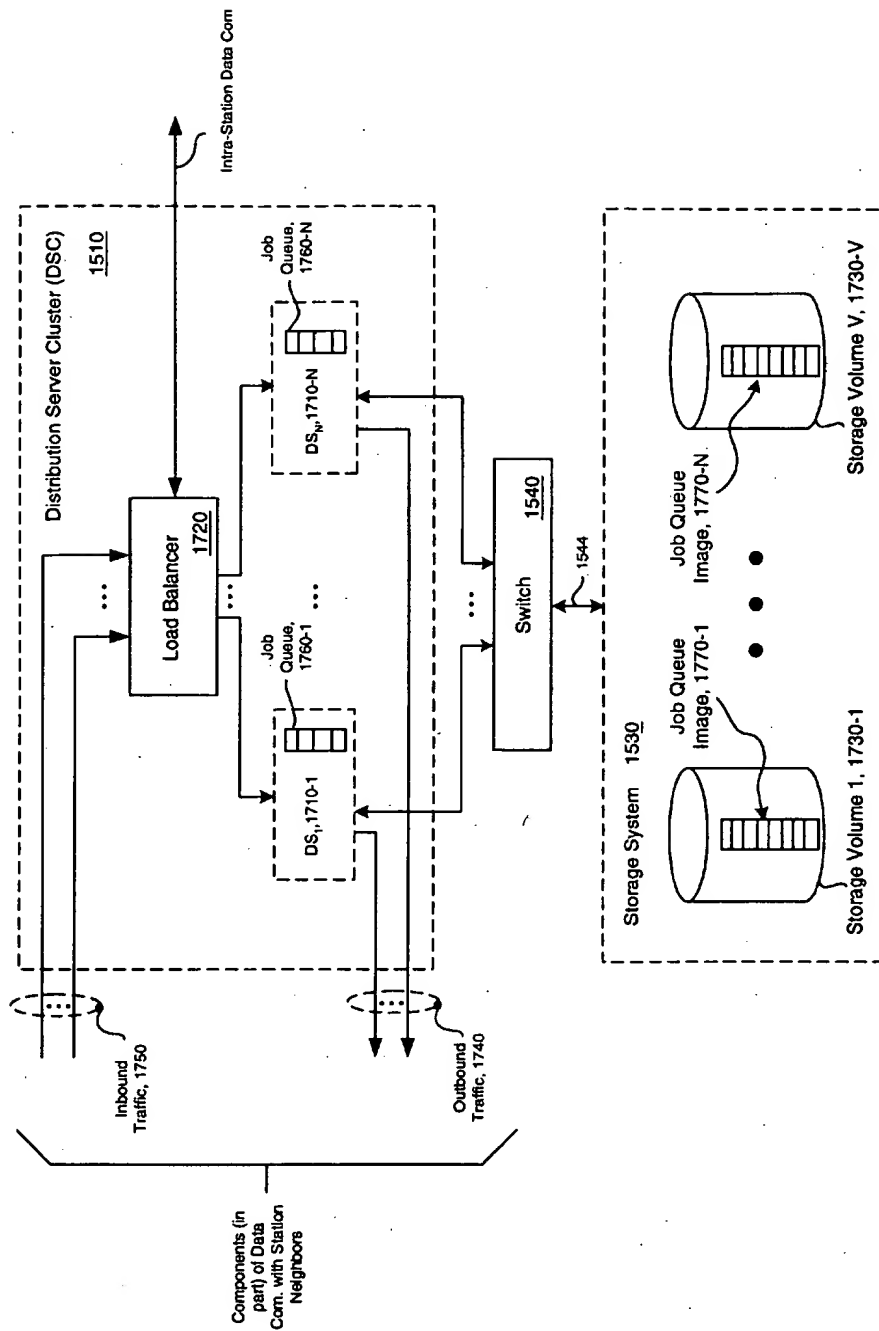 Components (in
part) of Data
Com. with Station
Neighbors
Inbound
Traffic, 1750
Outbound
Traffic, 1740
Distribution Server Cluster (DSC)
1510
Intra-Station Data Com
Load Balancer
1720
...
...
...
...
...
...
Job
Queue,
1760-1
DS1, 1710-1
Job
Queue,
1760-N
DSN, 1710-N
Switch
1540
1544
Storage System 1530
Job Queue
Image, 1770-1
Job Queue
Image, 1770-N
Storage Volume 1, 1730-1
Storage Volume V, 1730-V